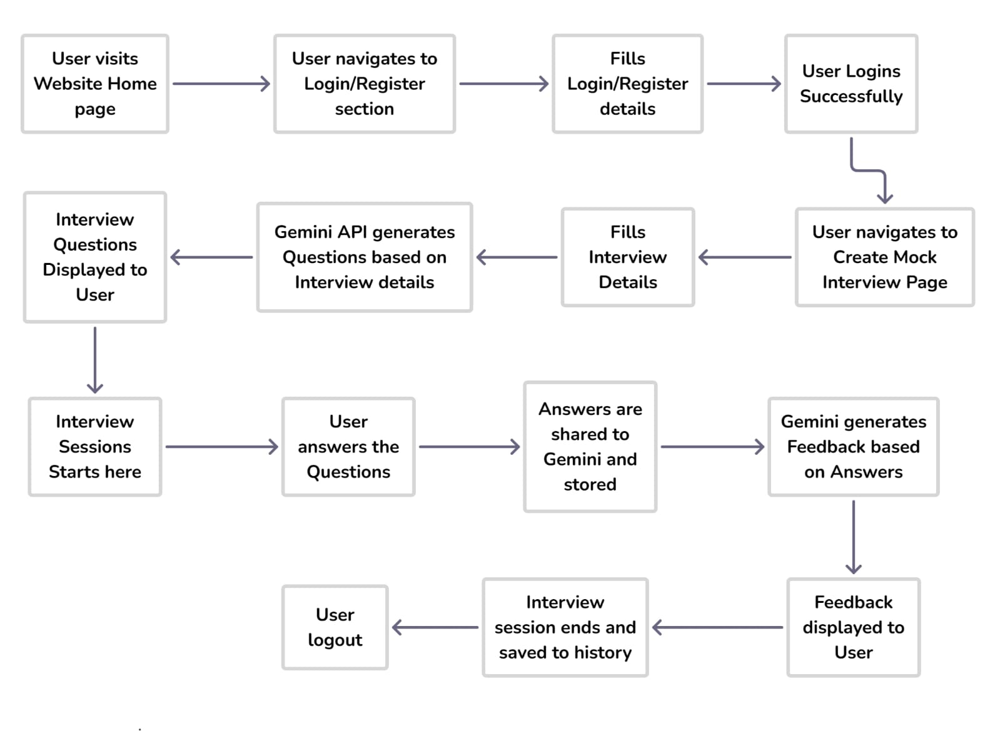 User visits
Website Home
page
User navigates to
Login/Register
section
Fills
Login/Register
details
User Logins
Successfully
User navigates to
Create Mock
Interview Page
Fills
Interview
Details
Gemini API generates
Questions based on
Interview details
Interview
Questions
Displayed to
User
Interview
Sessions
Starts here
User
answers the
Questions
Answers are
shared to
Gemini and
stored
Gemini generates
Feedback based
on Answers
Feedback
displayed to
User
Interview
session ends and
saved to history
User
logout